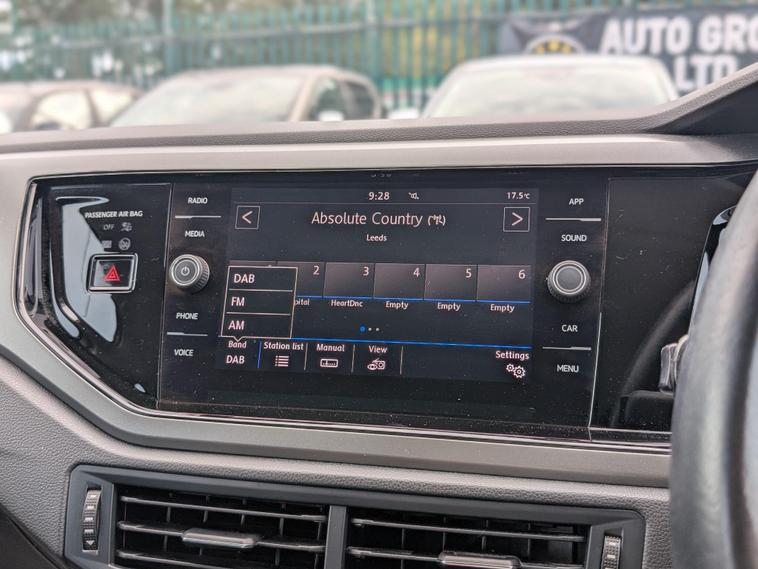 AUTO GRO
LTD
9:28
17.5°C
RADIO
MEDIA
PHONE
VOICE
PASSENGER AIR BAG
OFF
Absolute Country
Leeds
2 3 4 5 6
HeartDnc Empty Empty Empty
DAB
FM
AM
Band
DAB
Station list
Manual
View
Settings
APP
SOUND
CAR
MENU